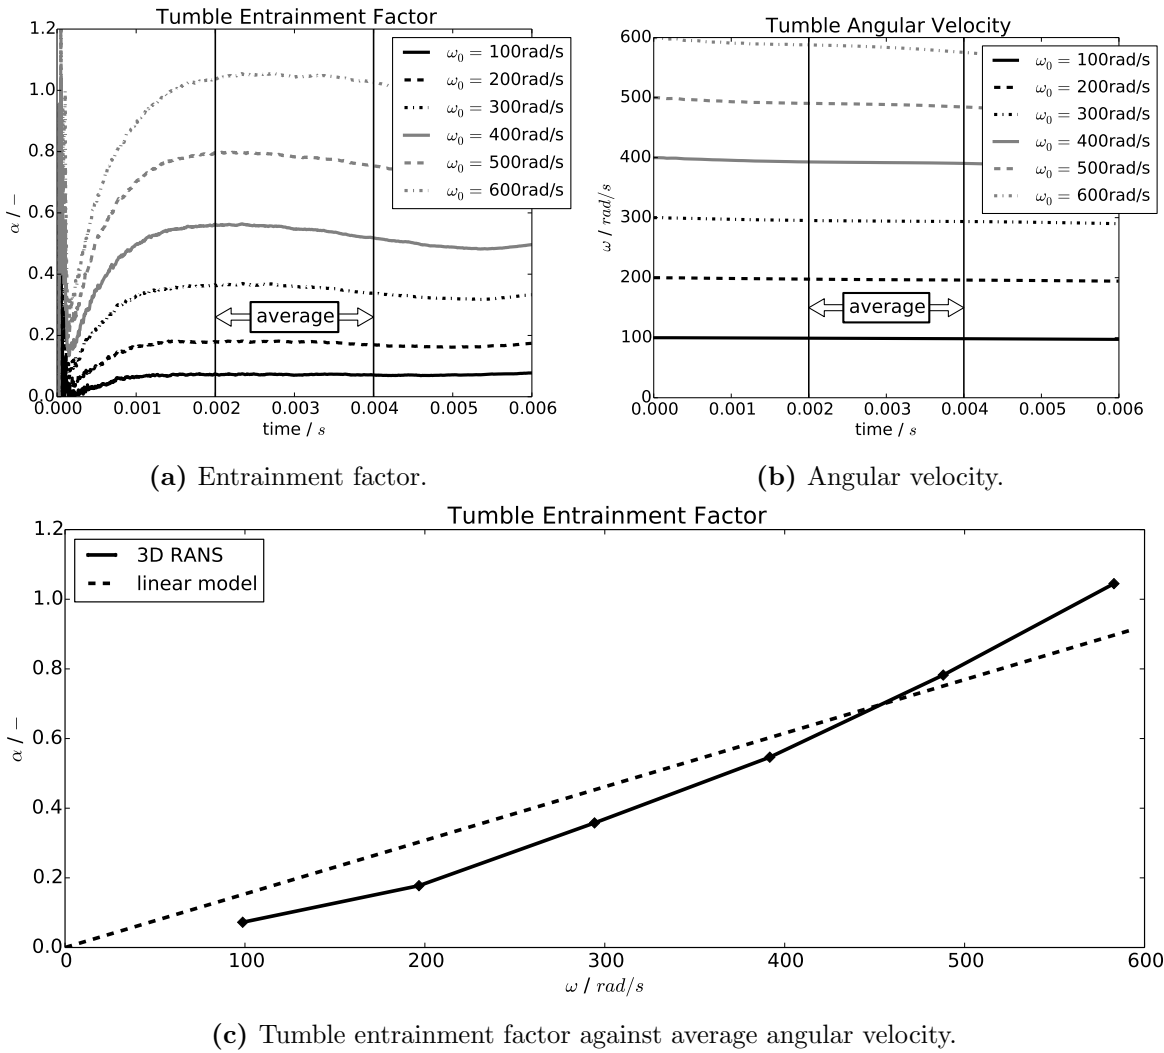 Tumble Entrainment Factor
1.2
1.0
0.8
0.6
0.4
0.2
0.0
α / −
0.000 0.001 0.002 0.003 0.004 0.005 0.006
time / s
ω₀ = 100rad/s
ω₀ = 200rad/s
ω₀ = 300rad/s
ω₀ = 400rad/s
ω₀ = 500rad/s
ω₀ = 600rad/s
average
(a) Entrainment factor.
Tumble Angular Velocity
600
500
400
300
200
100
0
ω / rad/s
0.000 0.001 0.002 0.003 0.004 0.005 0.006
time / s
ω₀ = 100rad/s
ω₀ = 200rad/s
ω₀ = 300rad/s
ω₀ = 400rad/s
ω₀ = 500rad/s
ω₀ = 600rad/s
average
(b) Angular velocity.
Tumble Entrainment Factor
1.2
1.0
0.8
0.6
0.4
0.2
0.0
α / −
3D RANS
linear model
0 100 200 300 400 500 600
ω / rad/s
(c) Tumble entrainment factor against average angular velocity.